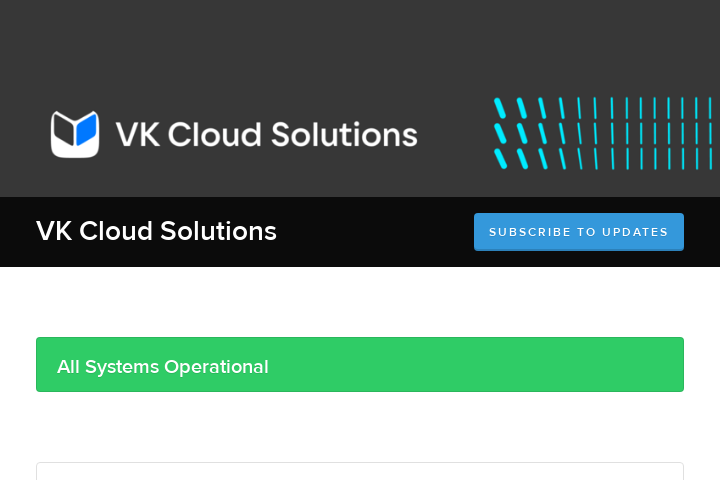 VK Cloud Solutions
VK Cloud Solutions
SUBSCRIBE TO UPDATES
All Systems Operational